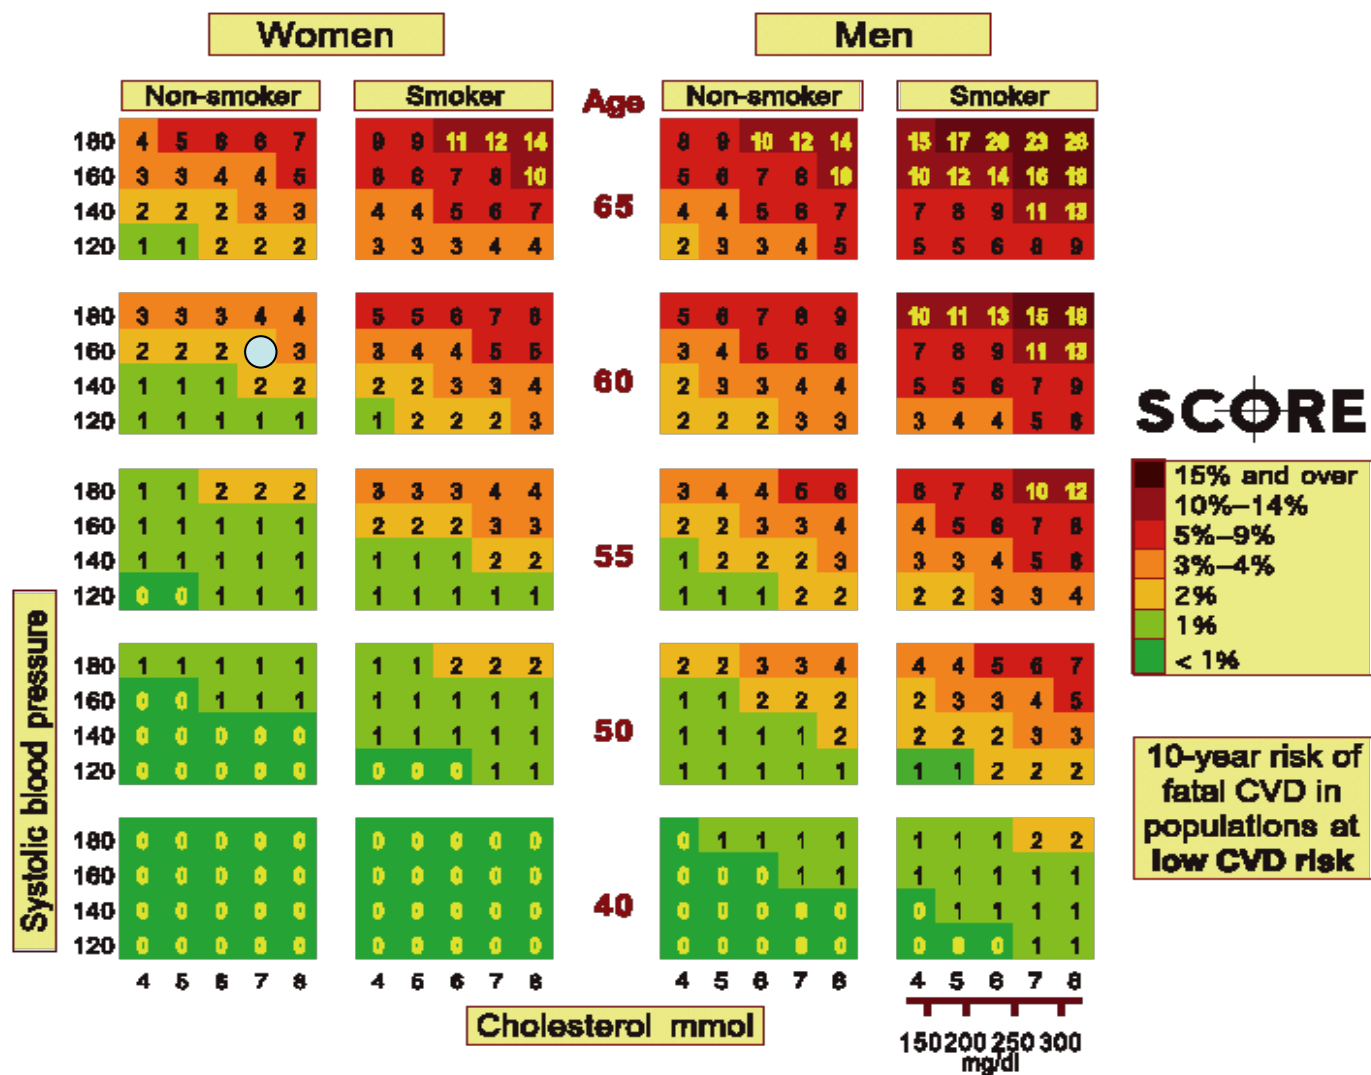 Women Men
Non-smoker Smoker Age Non-smoker Smoker
180 4 5 6 6 7 9 9 11 12 14 8 9 10 12 14 15 17 20 23 26
160 3 3 4 4 5 6 6 7 8 10 5 6 7 8 10 10 12 14 16 19
65
140 2 2 2 3 3 4 4 5 6 7 4 4 5 6 7 7 8 9 11 13
120 1 1 2 2 2 3 3 3 4 4 2 3 3 4 5 5 5 6 8 9
180 3 3 3 4 4 5 5 6 7 8 5 6 7 8 9 10 11 13 15 18
160 2 2 2 3 3 4 4 5 5 3 4 5 5 6 7 8 9 11 13
60
140 1 1 1 2 2 2 2 3 3 4 2 3 3 4 4 5 5 6 7 9
120 1 1 1 1 1 1 2 2 2 3 2 2 2 3 3 3 4 4 5 6
180 1 1 2 2 2 3 3 3 4 4 3 4 4 5 6 6 7 8 10 12
160 1 1 1 1 1 2 2 2 3 3 2 2 3 3 4 4 5 6 7 8
55
140 1 1 1 1 1 1 1 1 2 2 1 2 2 2 3 3 3 4 5 6
120 0 0 1 1 1 1 1 1 1 1 1 1 1 2 2 2 2 3 3 4
180 1 1 1 1 1 1 1 2 2 2 2 2 3 3 4 4 4 5 6 7
160 0 0 1 1 1 1 1 1 1 1 1 1 2 2 2 2 3 3 4 5
50
140 0 0 0 0 0 1 1 1 1 1 1 1 1 1 2 2 2 2 3 3
120 0 0 0 0 0 0 0 0 1 1 1 1 1 1 1 1 1 2 2 2
180 0 0 0 0 0 0 0 0 0 0 0 1 1 1 1 1 1 1 2 2
160 0 0 0 0 0 0 0 0 0 0 0 0 0 1 1 1 1 1 1 1
40
140 0 0 0 0 0 0 0 0 0 0 0 0 0 0 0 0 1 1 1 1
120 0 0 0 0 0 0 0 0 0 0 0 0 0 0 0 0 0 0 1 1
4 5 6 7 8 4 5 6 7 8 4 5 6 7 8 4 5 6 7 8
Systolic blood pressure
Cholesterol mmol
150 200 250 300
mg/dl
SCORE
15% and over
10%–14%
5%–9%
3%–4%
2%
1%
< 1%
10-year risk of
fatal CVD in
populations at
low CVD risk